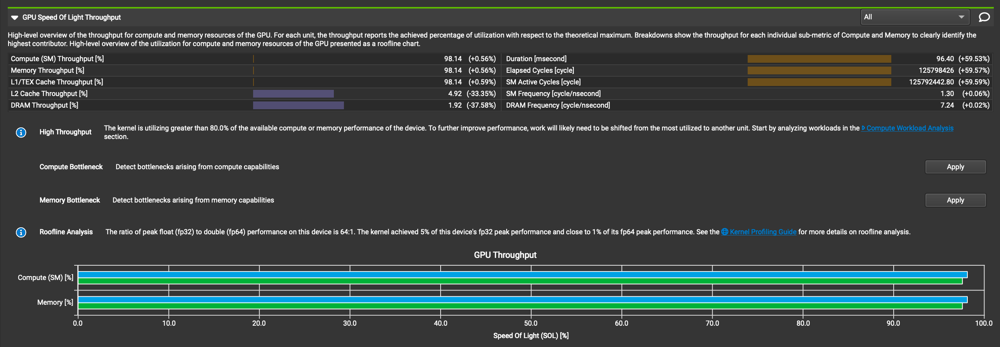 GPU Speed Of Light Throughput
All
High-level overview of the throughput for compute and memory resources of the GPU. For each unit, the throughput reports the achieved percentage of utilization with respect to the theoretical maximum. Breakdowns show the throughput for each individual sub-metric of Compute and Memory to clearly identify the
highest contributor. High-level overview of the utilization for compute and memory resources of the GPU presented as a roofline chart.
Compute (SM) Throughput [%] 98.14 (+0.56%) Duration [msecond] 96.40 (+59.53%)
Memory Throughput [%] 98.14 (+0.56%) Elapsed Cycles [cycle] 125798426 (+59.57%)
L1/TEX Cache Throughput [%] 98.14 (+0.59%) SM Active Cycles [cycle] 125792442.80 (+59.59%)
L2 Cache Throughput [%] 4.92 (-33.35%) SM Frequency [cycle/nsecond] 1.30 (+0.06%)
DRAM Throughput [%] 1.92 (-37.58%) DRAM Frequency [cycle/nsecond] 7.24 (+0.02%)
High Throughput The kernel is utilizing greater than 80.0% of the available compute or memory performance of the device. To further improve performance, work will likely need to be shifted from the most utilized to another unit. Start by analyzing workloads in the Compute Workload Analysis
section.
Compute Bottleneck Detect bottlenecks arising from compute capabilities Apply
Memory Bottleneck Detect bottlenecks arising from memory capabilities Apply
Roofline Analysis The ratio of peak float (fp32) to double (fp64) performance on this device is 64:1. The kernel achieved 5% of this device's fp32 peak performance and close to 1% of its fp64 peak performance. See the Kernel Profiling Guide for more details on roofline analysis.
GPU Throughput
Compute (SM) [%]
Memory [%]
0.0 10.0 20.0 30.0 40.0 50.0 60.0 70.0 80.0 90.0 100.0
Speed Of Light (SOL) [%]